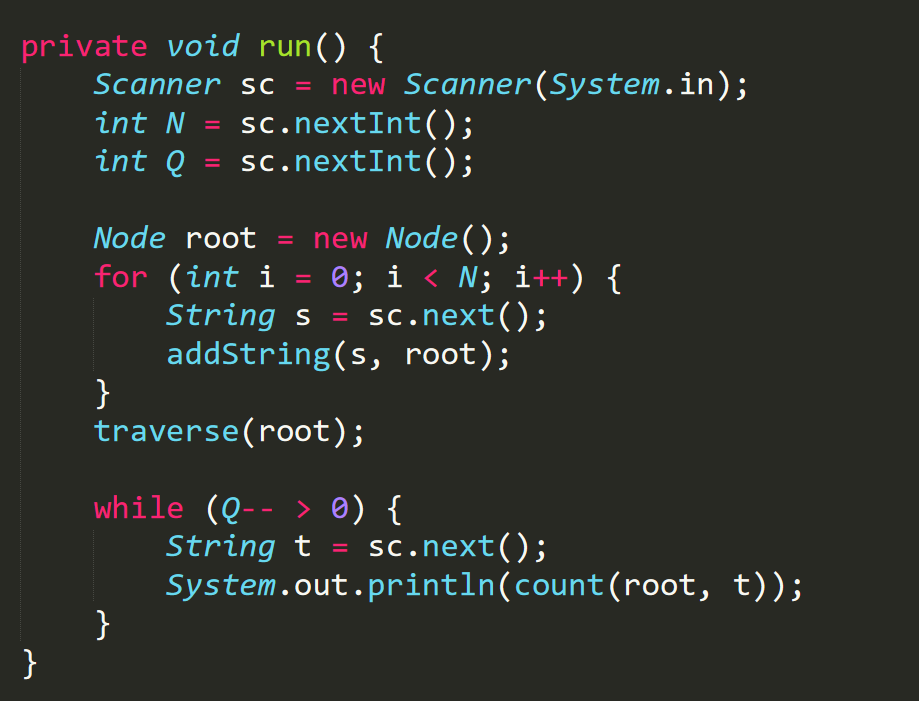 private void run() {
    Scanner sc = new Scanner(System.in);
    int N = sc.nextInt();
    int Q = sc.nextInt();

    Node root = new Node();
    for (int i = 0; i < N; i++) {
        String s = sc.next();
        addString(s, root);
    }
    traverse(root);

    while (Q-- > 0) {
        String t = sc.next();
        System.out.println(count(root, t));
    }
}